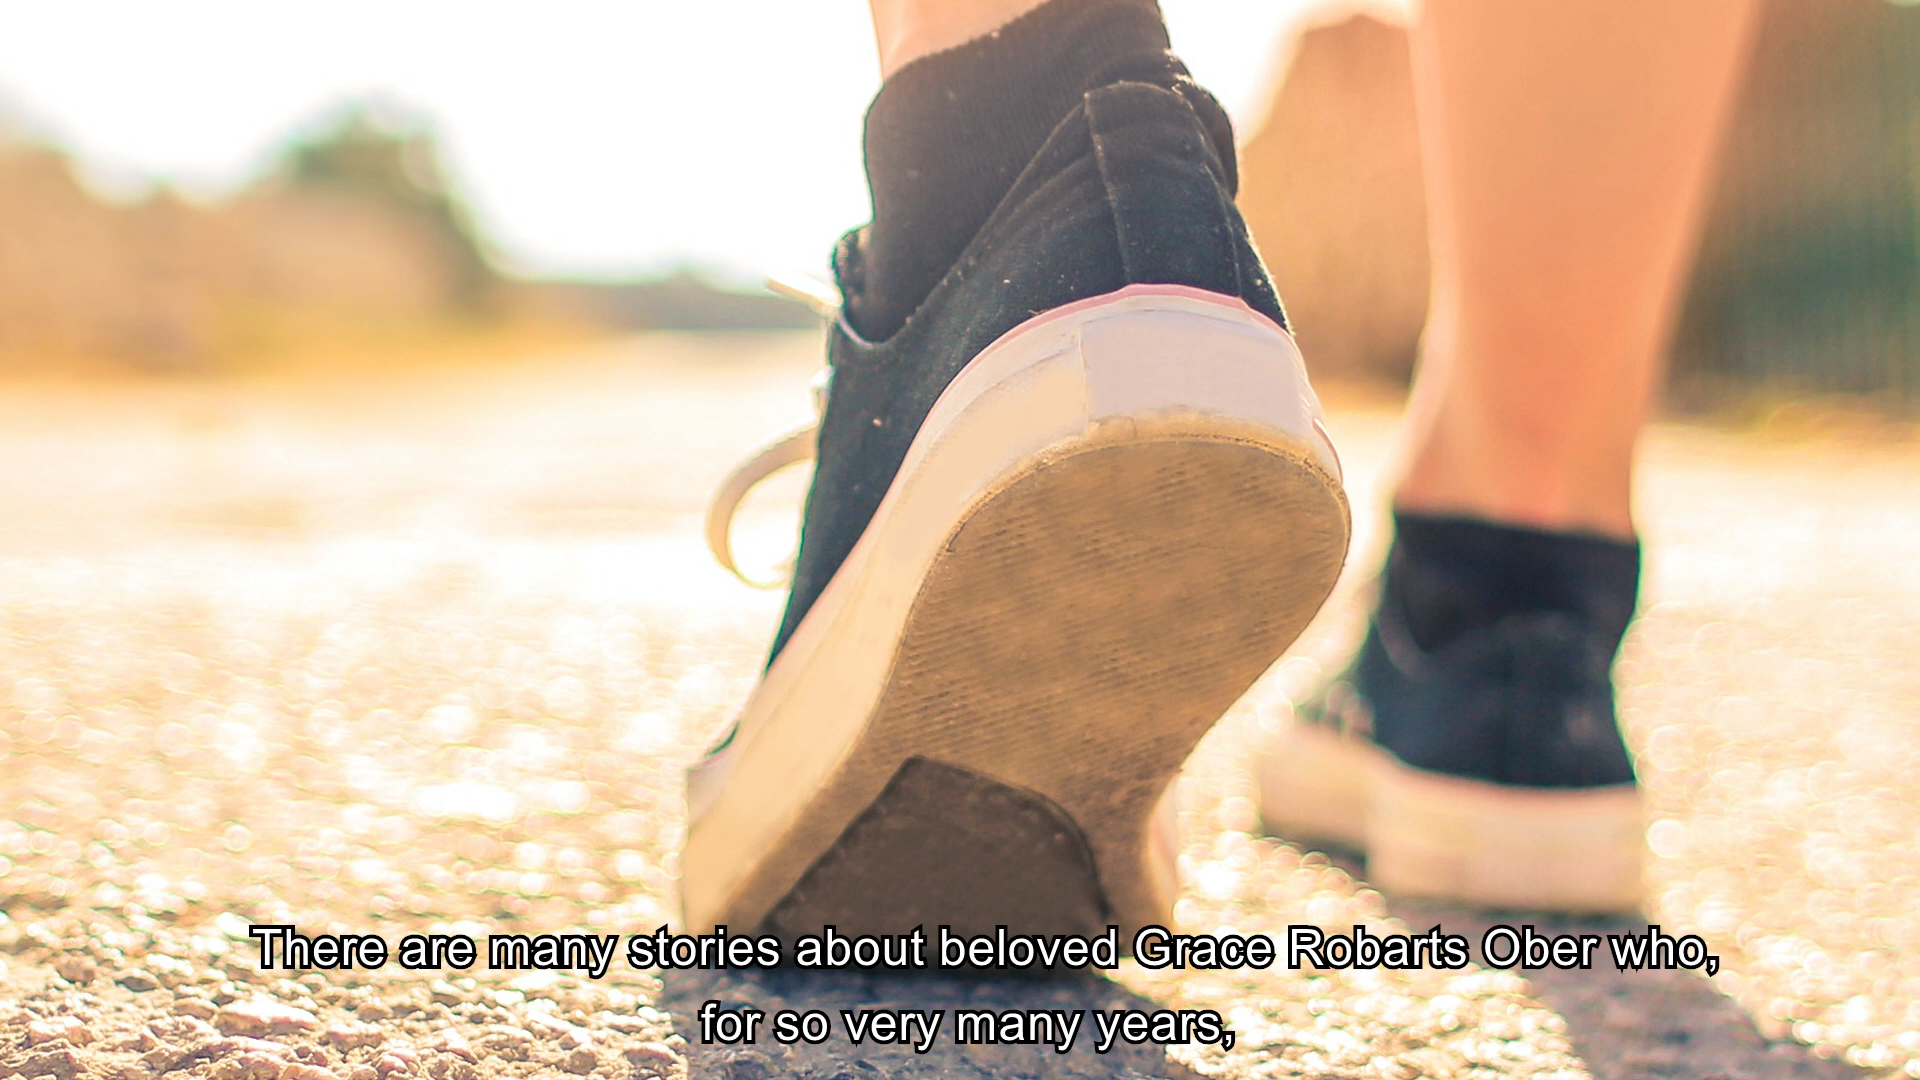 There are many stories about beloved Grace Robarts Ober who,
for so very many years,